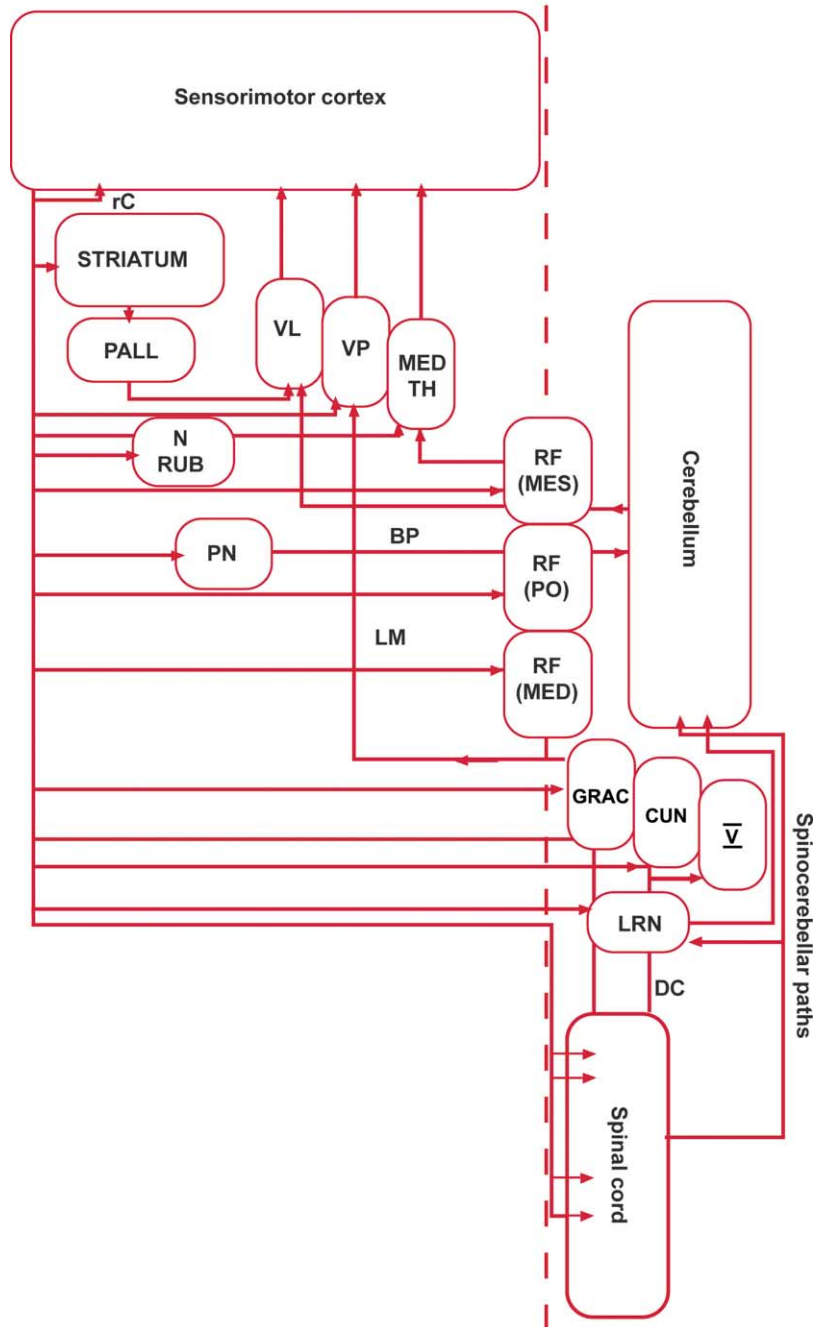 Sensorimotor cortex
rC
STRIATUM
PALL
VL
VP
MED
TH
N
RUB
RF
(MES)
PN
BP
RF
(PO)
Cerebellum
LM
RF
(MED)
GRAC
CUN
V
LRN
DC
Spinocerebellar paths
Spinal cord